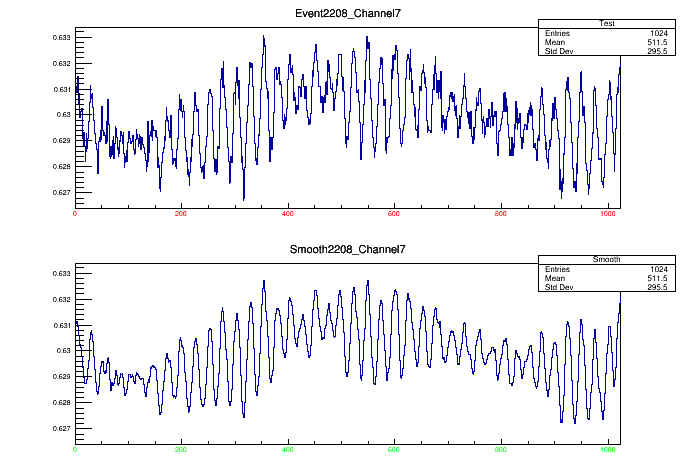 Event2208_Channel7
Test
Entries 1024
Mean 511.5
Std Dev 295.5
0.633
0.632
0.631
0.63
0.629
0.628
0.627
0 200 400 600 800 1000
Smooth2208_Channel7
Smooth
Entries 1024
Mean 511.5
Std Dev 295.5
0.633
0.632
0.631
0.63
0.629
0.628
0.627
0 200 400 600 800 1000